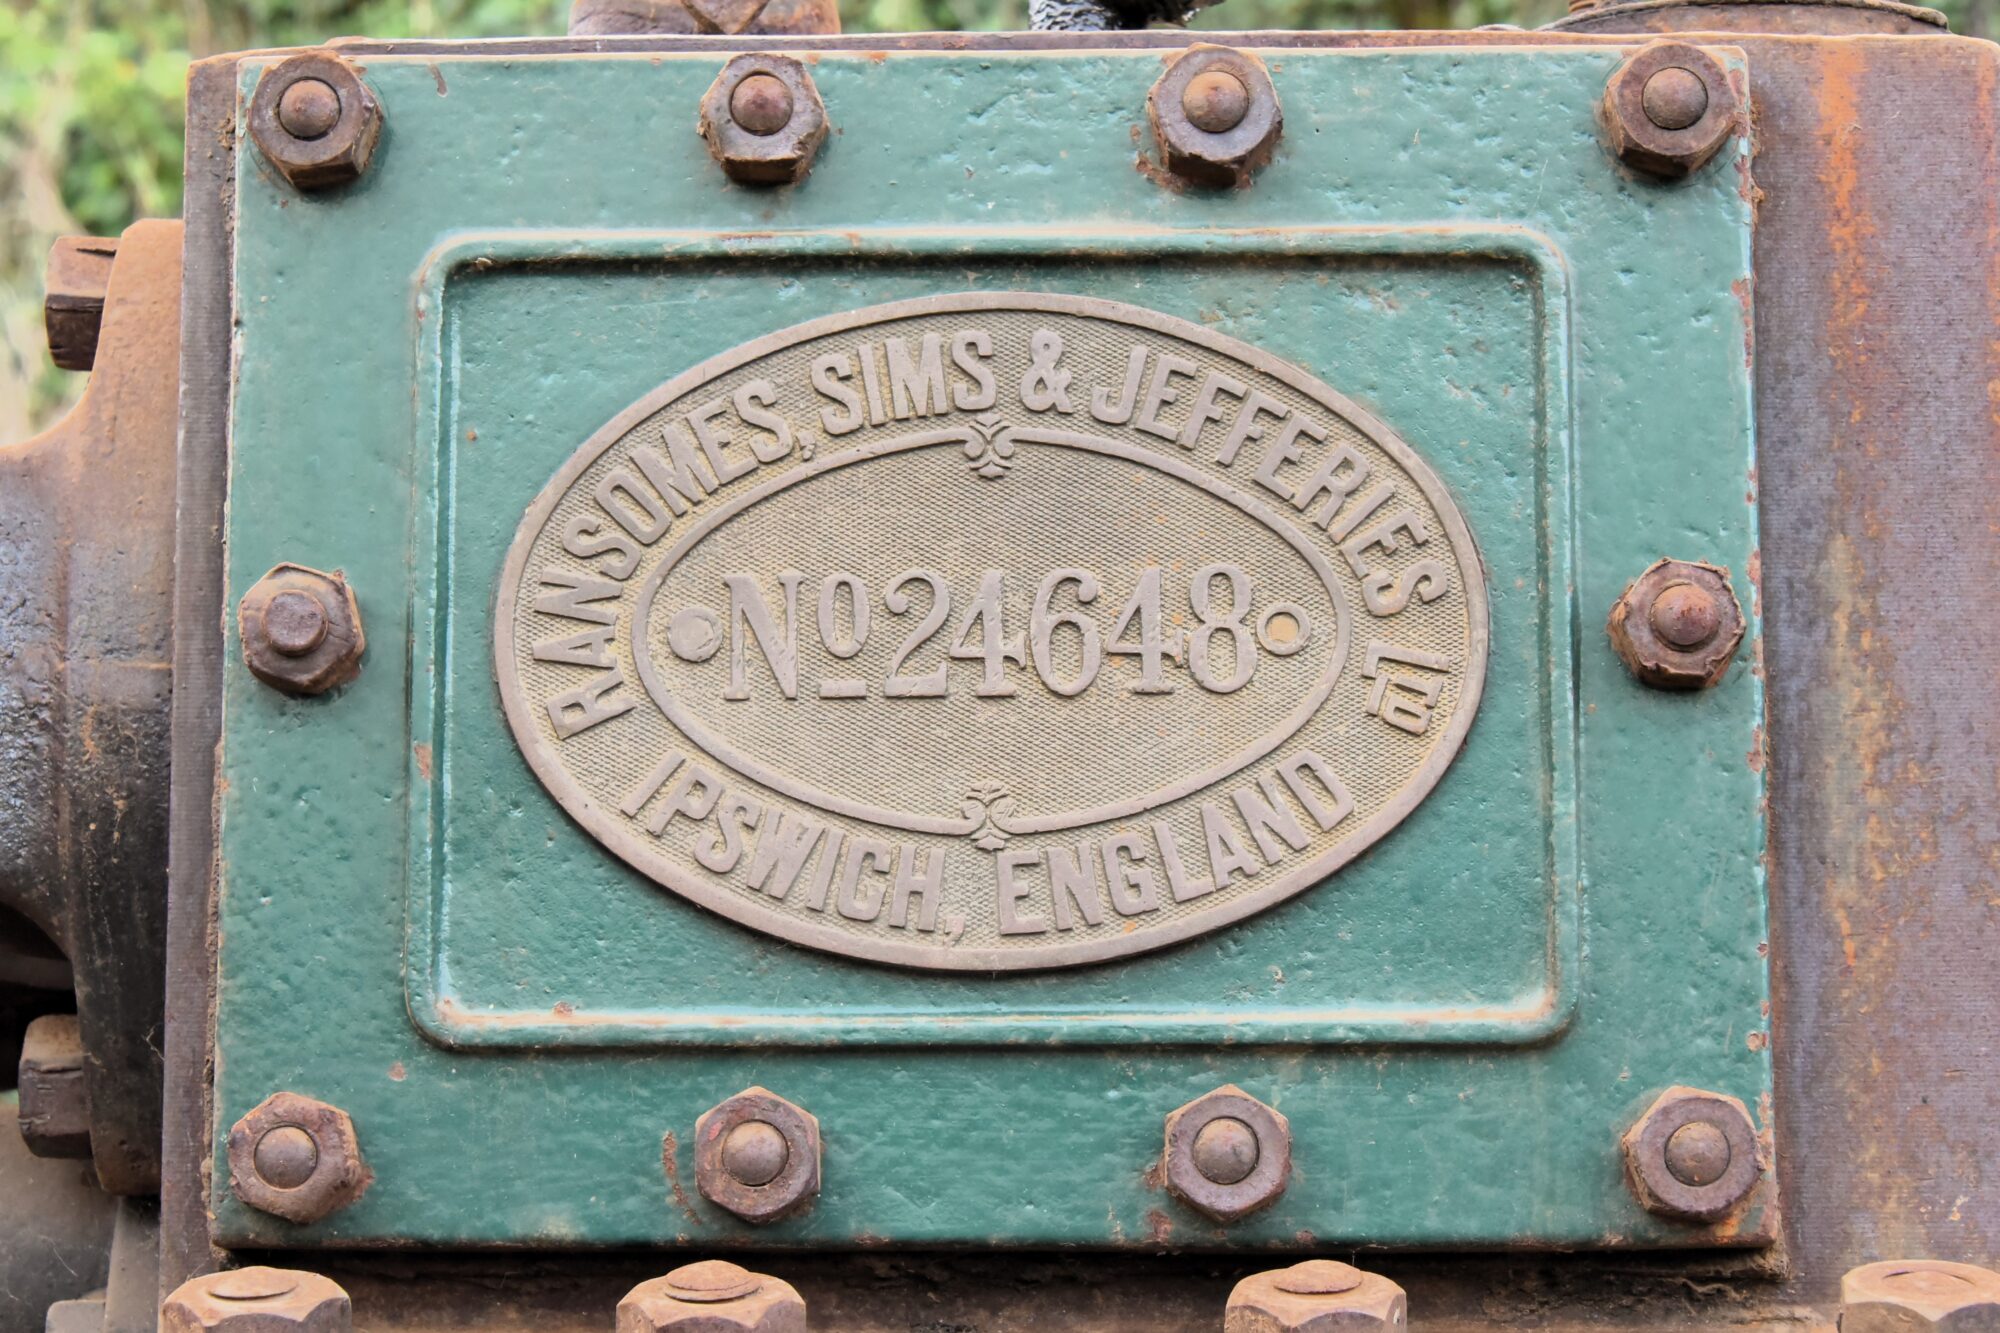 RANSOMES, SIMS & JEFFERIES LTD
No 24648
IPSWICH, ENGLAND